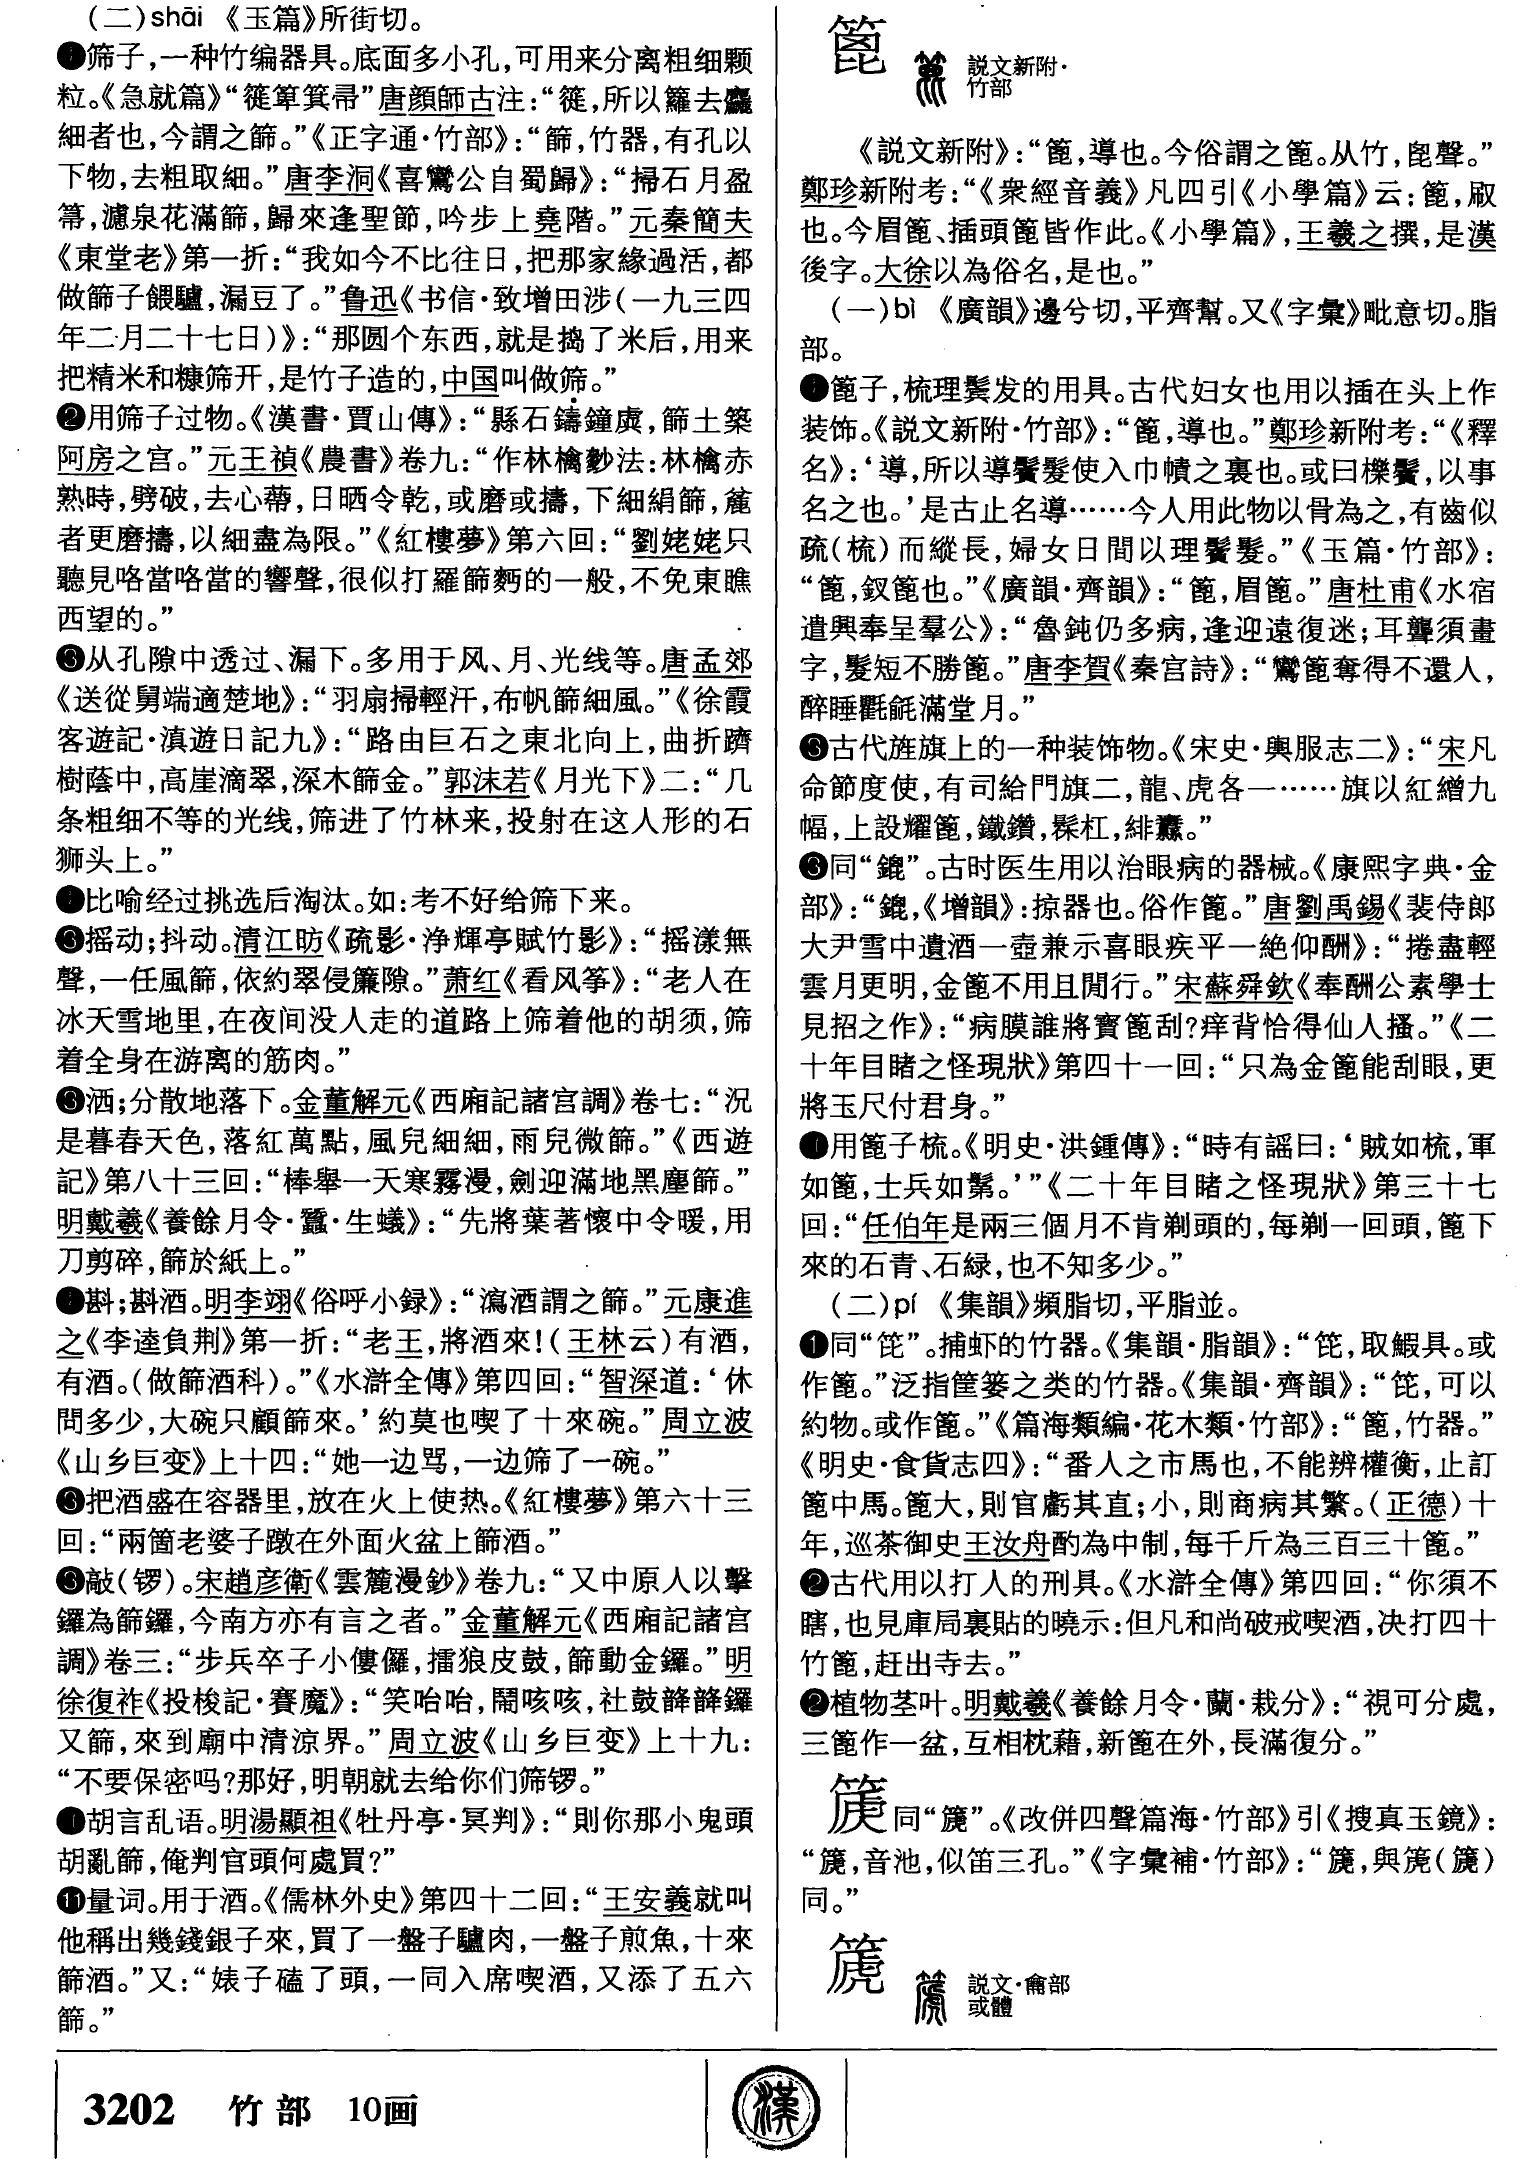 (二)shāi 《玉篇》所街切。
❶筛子,一种竹编器具。底面多小孔,可用来分离粗细颗
粒。《急就篇》“簁箄箕帚”唐顔師古注:“簁,所以籮去麤
細者也,今謂之篩。”《正字通·竹部》:“篩,竹器,有孔以
下物,去粗取細。”唐李洞《喜鸞公自蜀歸》:“掃石月盈
箒,濾泉花滿篩,歸來逢聖節,吟步上堯階。”元秦簡夫
《東堂老》第一折:“我如今不比往日,把那家緣過活,都
做篩子餵驢,漏豆了。”鲁迅《书信·致增田涉(一九三四
年二月二十七日)》:“那圆个东西,就是捣了米后,用来
把精米和糠筛开,是竹子造的,中国叫做筛。”
❷用筛子过物。《漢書·賈山傳》:“縣石鑄鐘虡,篩土築
阿房之宫。”元王禎《農書》卷九:“作林檎麨法:林檎赤
熟時,劈破,去心蔕,日晒令乾,或磨或擣,下細絹篩,麄
者更磨擣,以細盡為限。”《紅樓夢》第六回:“劉姥姥只
聽見咯當咯當的響聲,很似打羅篩麪的一般,不免東瞧
西望的。”
❸从孔隙中透过、漏下。多用于风、月、光线等。唐孟郊
《送從舅端適楚地》:“羽扇掃輕汗,布帆篩細風。”《徐霞
客遊記·滇遊日記九》:“路由巨石之東北向上,曲折躋
樹蔭中,高崖滴翠,深木篩金。”郭沫若《月光下》二:“几
条粗细不等的光线,筛进了竹林来,投射在这人形的石
狮头上。”
❹比喻经过挑选后淘汰。如:考不好给筛下来。
❺摇动;抖动。清江昉《疏影·净輝亭賦竹影》:“摇漾無
聲,一任風篩,依約翠侵簾隙。”萧红《看风筝》:“老人在
冰天雪地里,在夜间没人走的道路上筛着他的胡须,筛
着全身在游离的筋肉。”
❻洒;分散地落下。金董解元《西廂記諸宫調》卷七:“況
是暮春天色,落紅萬點,風兒細細,雨兒微篩。”《西遊
記》第八十三回:“棒舉一天寒霧漫,劍迎滿地黑塵篩。”
明戴羲《養餘月令·蠶·生蟻》:“先將葉著懷中令暖,用
刀剪碎,篩於紙上。”
❼斟;斟酒。明李翊《俗呼小録》:“瀉酒謂之篩。”元康進
之《李逵負荆》第一折:“老王,將酒來!(王林云)有酒,
有酒。(做篩酒科)。”《水滸全傳》第四回:“智深道:‘休
問多少,大碗只顧篩來。’約莫也喫了十來碗。”周立波
《山乡巨变》上十四:“她一边骂,一边筛了一碗。”
❽把酒盛在容器里,放在火上使热。《紅樓夢》第六十三
回:“兩箇老婆子蹾在外面火盆上篩酒。”
❾敲(锣)。宋趙彦衛《雲麓漫鈔》卷九:“又中原人以擊
鑼為篩鑼,今南方亦有言之者。”金董解元《西廂記諸宫
調》卷三:“步兵卒子小僂儸,擂狼皮鼓,篩動金鑼。”明
徐復祚《投梭記·賽魔》:“笑哈哈,鬧咳咳,社鼓韸韸鑼
又篩,來到廟中清涼界。”周立波《山乡巨变》上十九:
“不要保密吗?那好,明朝就去给你们筛锣。”
❿胡言乱语。明湯顯祖《牡丹亭·冥判》:“則你那小鬼頭
胡亂篩,俺判官頭何處買?”
⓫量词。用于酒。《儒林外史》第四十二回:“王安義就叫
他稱出幾錢銀子來,買了一盤子驢肉,一盤子煎魚,十來
篩酒。”又:“婊子磕了頭,一同入席喫酒,又添了五六
篩。”
篦 説文新附·
竹部
《説文新附》:“篦,導也。今俗謂之篦。从竹,㮰聲。”
鄭珍新附考:“《衆經音義》凡四引《小學篇》云:篦,㕞
也。今眉篦、插頭篦皆作此。《小學篇》,王羲之撰,是漢
後字。大徐以為俗名,是也。”
(一)bì 《廣韻》邊兮切,平齊幫。又《字彙》毗意切。脂
部。
❶篦子,梳理鬓发的用具。古代妇女也用以插在头上作
装饰。《説文新附·竹部》:“篦,導也。”鄭珍新附考:“《釋
名》:‘導,所以導鬢髮使入巾幘之裏也。或曰櫟鬢,以事
名之也。’是古止名導……今人用此物以骨為之,有齒似
疏(梳)而縱長,婦女日間以理鬢髮。”《玉篇·竹部》:
“篦,釵篦也。”《廣韻·齊韻》:“篦,眉篦。”唐杜甫《水宿
遣興奉呈羣公》:“魯鈍仍多病,逢迎遠復迷;耳聾須畫
字,髮短不勝篦。”唐李賀《秦宫詩》:“鸞篦奪得不還人,
醉睡氍毹滿堂月。”
❷古代旌旗上的一种装饰物。《宋史·輿服志二》:“宋凡
命節度使,有司給門旗二,龍、虎各一……旗以紅繒九
幅,上設耀篦,鐵鑽,髹杠,緋纛。”
❸同“鎞”。古时医生用以治眼病的器械。《康熙字典·金
部》:“鎞,《增韻》:掠器也。俗作篦。”唐劉禹錫《裴侍郎
大尹雪中遺酒一壺兼示喜眼疾平一絶仰酬》:“捲盡輕
雲月更明,金篦不用且閒行。”宋蘇舜欽《奉酬公素學士
見招之作》:“病膜誰將寶篦刮?痒背恰得仙人搔。”《二
十年目睹之怪現狀》第四十一回:“只為金篦能刮眼,更
將玉尺付君身。”
❹用篦子梳。《明史·洪鍾傳》:“時有謡曰:‘賊如梳,軍
如篦,士兵如鬀。’”《二十年目睹之怪現狀》第三十七
回:“任伯年是兩三個月不肯剃頭的,每剃一回頭,篦下
來的石青、石緑,也不知多少。”
(二)pí 《集韻》頻脂切,平脂並。
❶同“笓”。捕虾的竹器。《集韻·脂韻》:“笓,取鰕具。或
作篦。”泛指筐篓之类的竹器。《集韻·齊韻》:“笓,可以
約物。或作篦。”《篇海類編·花木類·竹部》:“篦,竹器。”
《明史·食貨志四》:“番人之市馬也,不能辨權衡,止訂
篦中馬。篦大,則官虧其直;小,則商病其繁。(正德)十
年,巡茶御史王汝舟酌為中制,每千斤為三百三十篦。”
❷古代用以打人的刑具。《水滸全傳》第四回:“你須不
瞎,也見庫局裏貼的曉示:但凡和尚破戒喫酒,决打四十
竹篦,赶出寺去。”
❷植物茎叶。明戴羲《養餘月令·蘭·栽分》:“視可分處,
三篦作一盆,互相枕藉,新篦在外,長滿復分。”
同“篪”。《改併四聲篇海·竹部》引《搜真玉鏡》:
音池,似笛三孔。”《字彙補·竹部》:
同。”
篪 説文·龠部
或體
3202 竹部 10画
漢